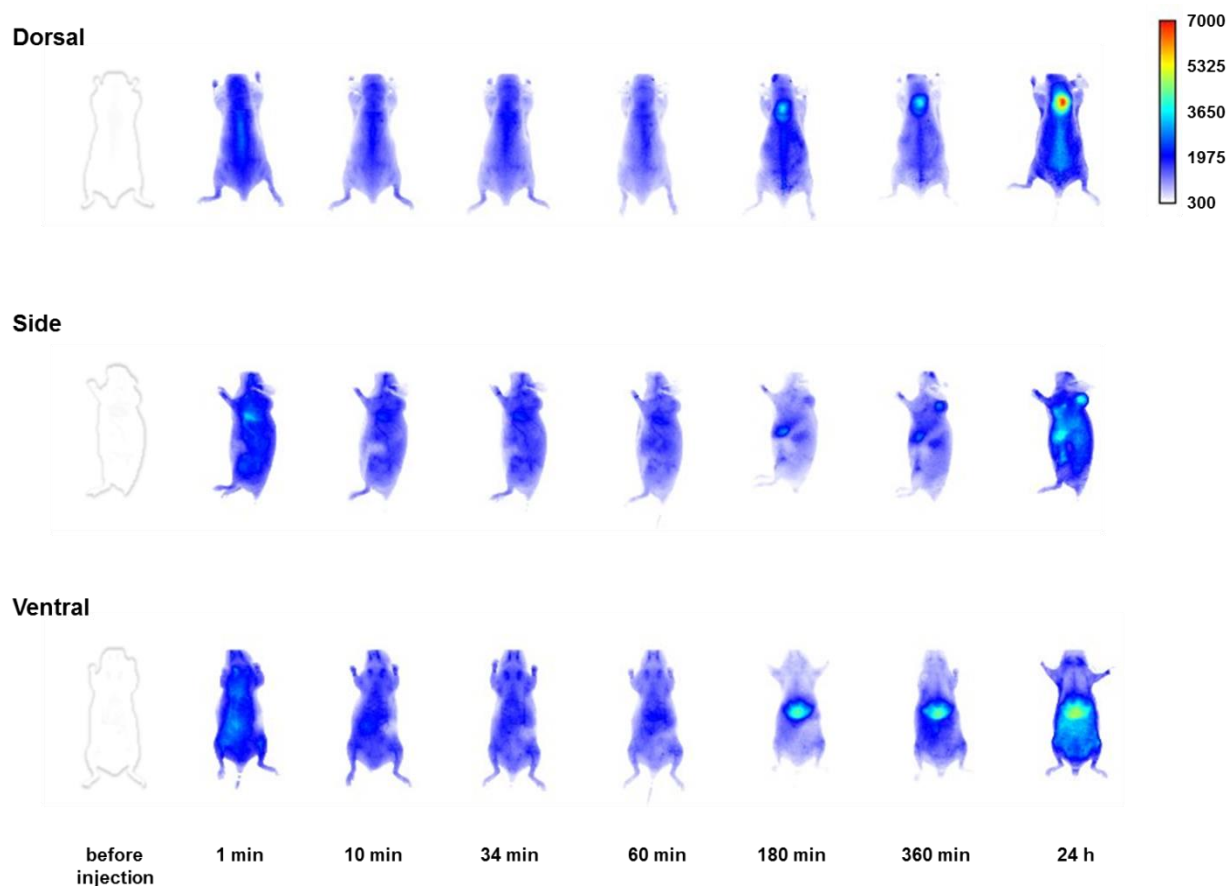 Dorsal
7000
5325
3650
1975
300
Side
Ventral
before
injection
1 min
10 min
34 min
60 min
180 min
360 min
24 h